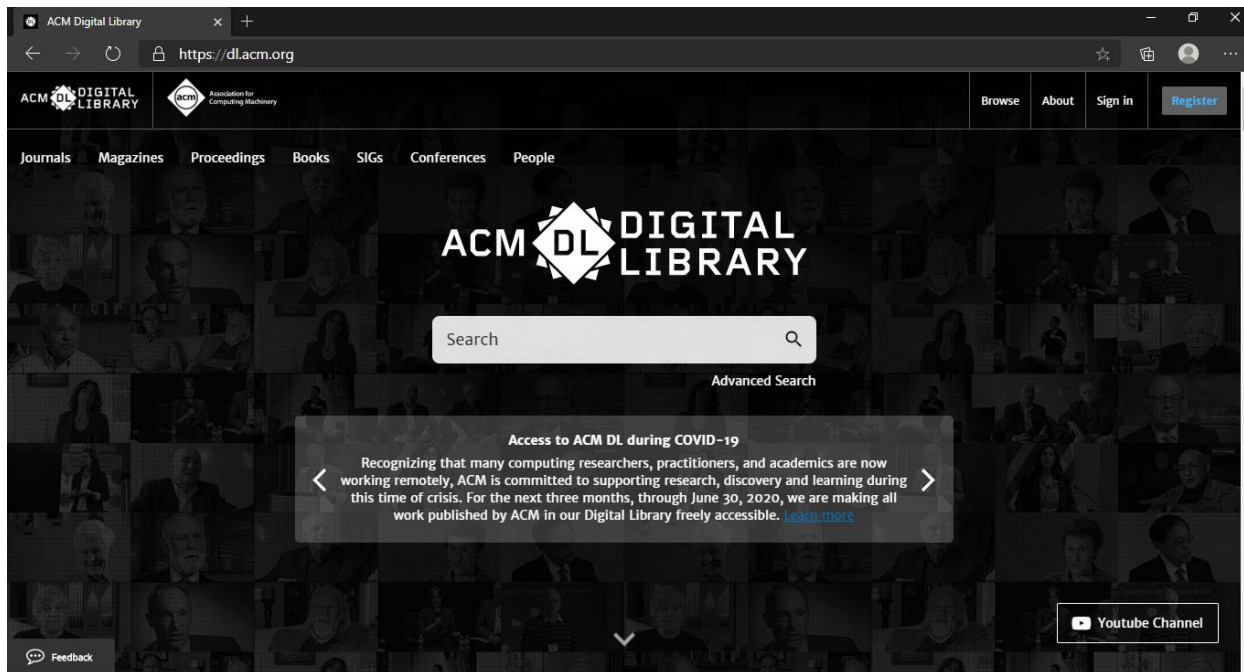 ACM Digital Library
https://dl.acm.org
ACM DL DIGITAL LIBRARY
acm Association for Computing Machinery
Browse About Sign in Register
Journals Magazines Proceedings Books SIGs Conferences People
ACM DL DIGITAL
LIBRARY
Search
Advanced Search
Access to ACM DL during COVID-19
Recognizing that many computing researchers, practitioners, and academics are now
working remotely, ACM is committed to supporting research, discovery and learning during
this time of crisis. For the next three months, through June 30, 2020, we are making all
work published by ACM in our Digital Library freely accessible. Learn more
Youtube Channel
Feedback